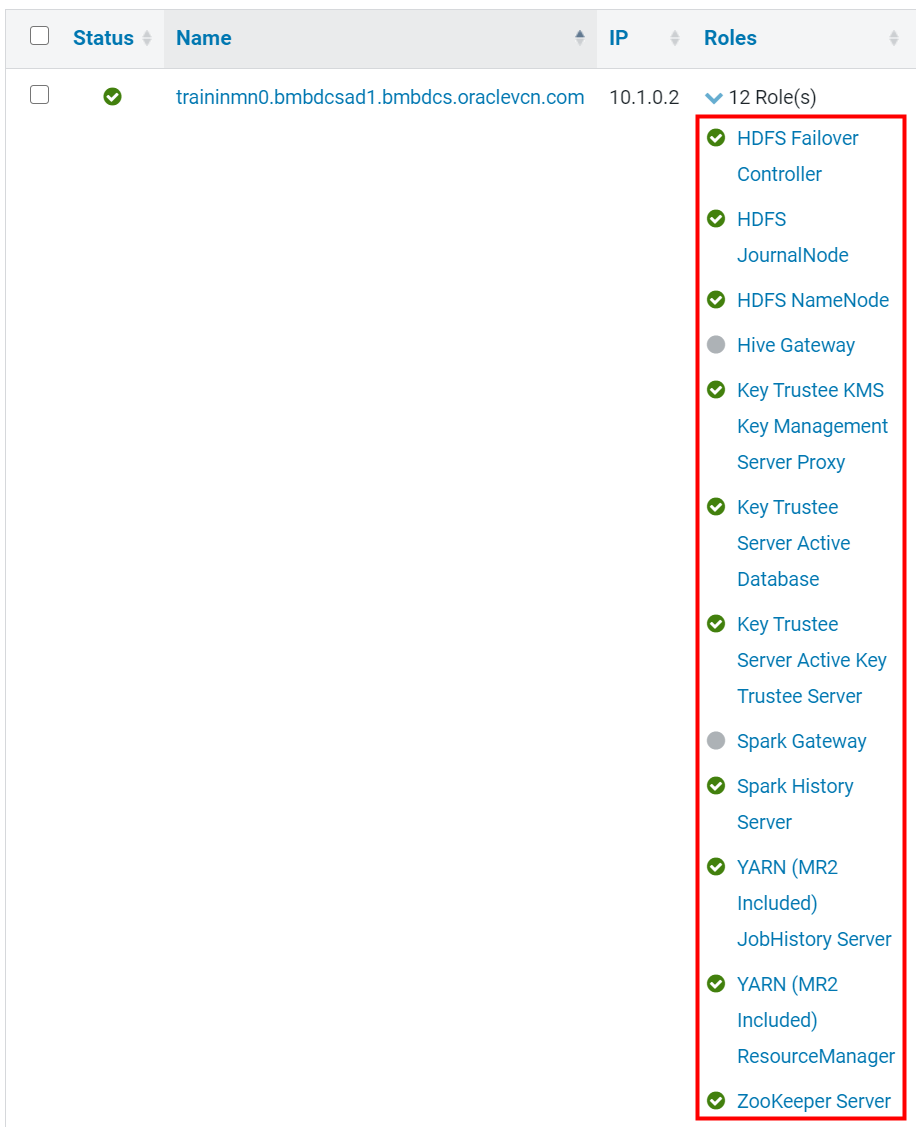 Status Name IP Roles
traininmn0.bmbdcsad1.bmbdcs.oraclevcn.com 10.1.0.2 12 Role(s)
HDFS Failover
Controller
HDFS
JournalNode
HDFS NameNode
Hive Gateway
Key Trustee KMS
Key Management
Server Proxy
Key Trustee
Server Active
Database
Key Trustee
Server Active Key
Trustee Server
Spark Gateway
Spark History
Server
YARN (MR2
Included)
JobHistory Server
YARN (MR2
Included)
ResourceManager
ZooKeeper Server